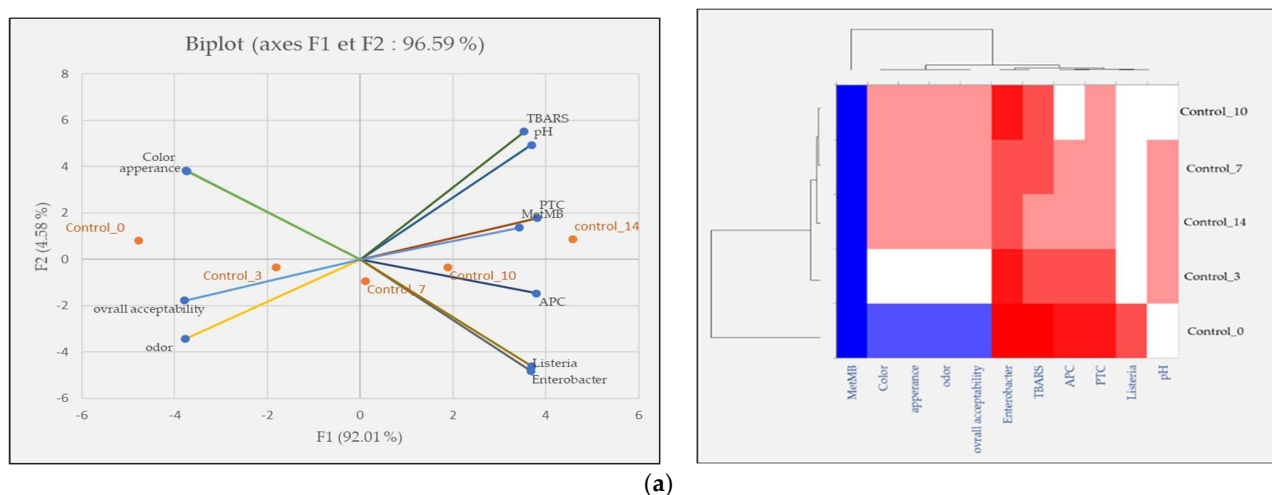 Biplot (axes F1 et F2 : 96.59 %)
8
6
4
2
0
-2
-4
-6
F2 (4.58 %)
-6
-4
-2
0
2
4
6
F1 (92.01 %)
TBARS
pH
Color
apperance
PTC
MetMB
control_14
Control_0
Control_3
Control_10
Control_7
APC
ovrall acceptability
odor
Listeria
Enterobacter
Control_10
Control_7
Control_14
Control_3
Control_0
MetMB
Color
apperance
odor
ovrall acceptability
Enterobacter
TBARS
APC
PTC
Listeria
pH
(a)